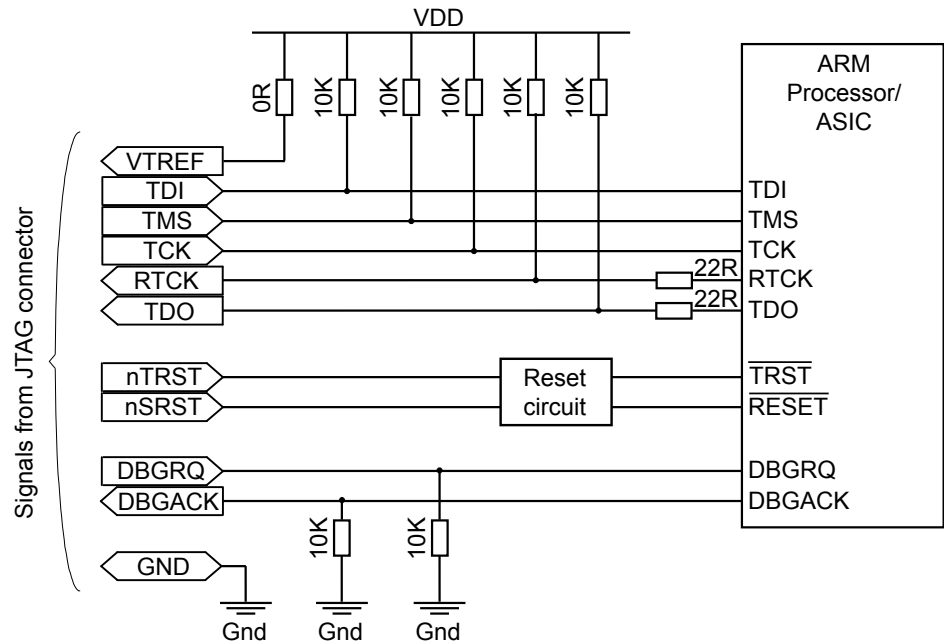 VDD
0R
10K
10K
10K
10K
10K
ARM
Processor/
ASIC
Signals from JTAG connector
VTREF
TDI
TDI
TMS
TMS
TCK
TCK
RTCK
22R
RTCK
TDO
22R
TDO
nTRST
nSRST
Reset
circuit
TRST
RESET
DBGRQ
DBGRQ
DBGACK
DBGACK
10K
10K
GND
Gnd
Gnd
Gnd